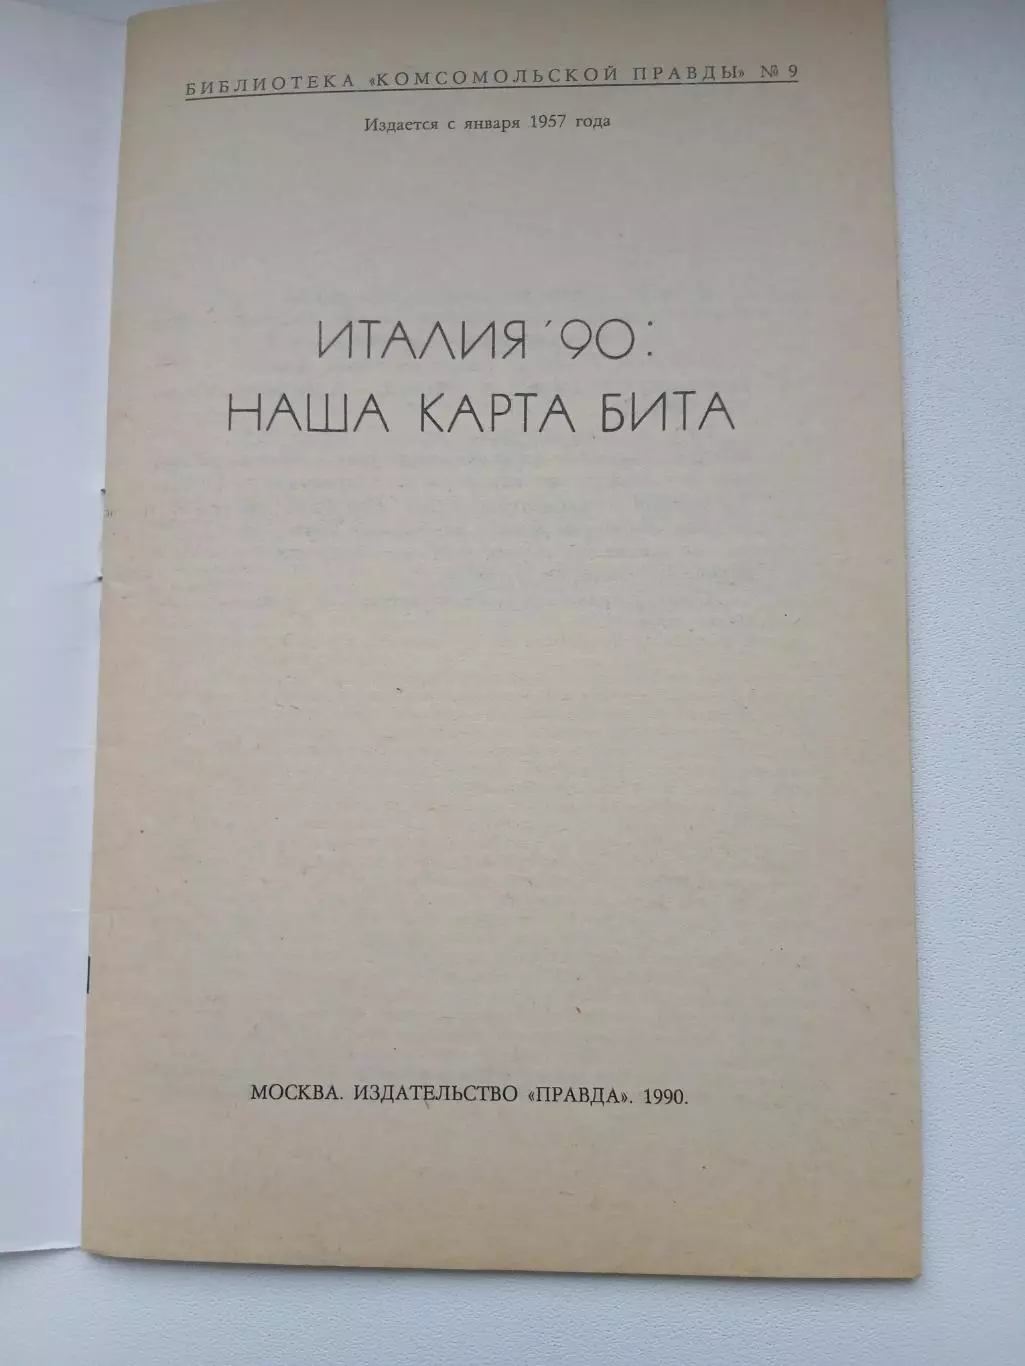 БИБЛИОТЕКА «КОМСОМОЛЬСКОЙ ПРАВДЫ» № 9
Издается с января 1957 года
ИТАЛИЯ '90:
НАША КАРТА БИТА
МОСКВА. ИЗДАТЕЛЬСТВО «ПРАВДА». 1990.